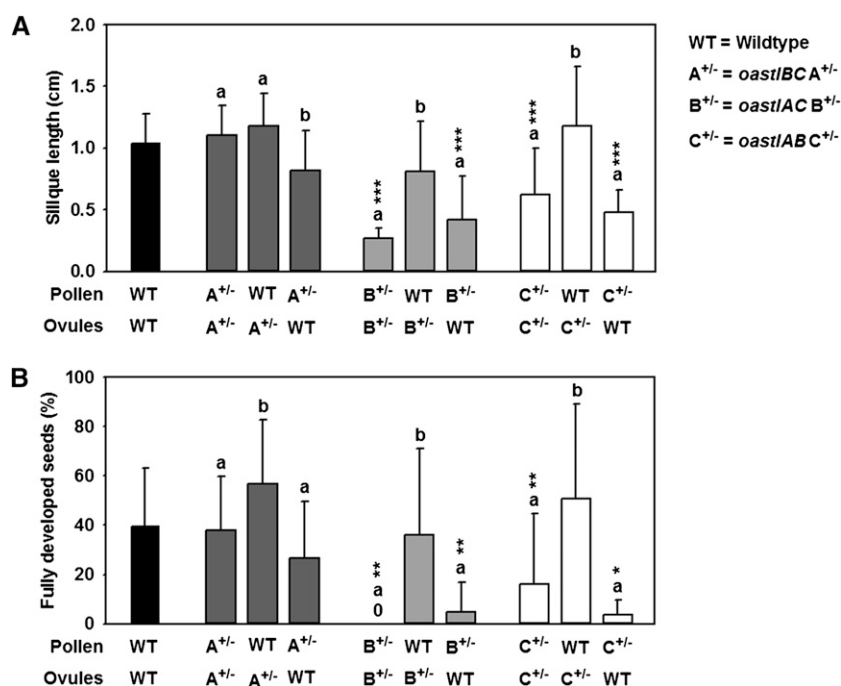 A
2.0
1.5
1.0
0.5
0.0
Silique length (cm)
a a b
*** a b *** a
*** a b *** a
Pollen WT A+/- WT A+/- B+/- WT B+/- C+/- WT C+/-
Ovules WT A+/- A+/- WT B+/- B+/- WT C+/- C+/- WT
WT = Wildtype
A+/- = oastlBC A+/-
B+/- = oastlAC B+/-
C+/- = oastlAB C+/-
B
100
80
60
40
20
0
Fully developed seeds (%)
a b a
** a 0 b ** a
** a b * a
Pollen WT A+/- WT A+/- B+/- WT B+/- C+/- WT C+/-
Ovules WT A+/- A+/- WT B+/- B+/- WT C+/- C+/- WT